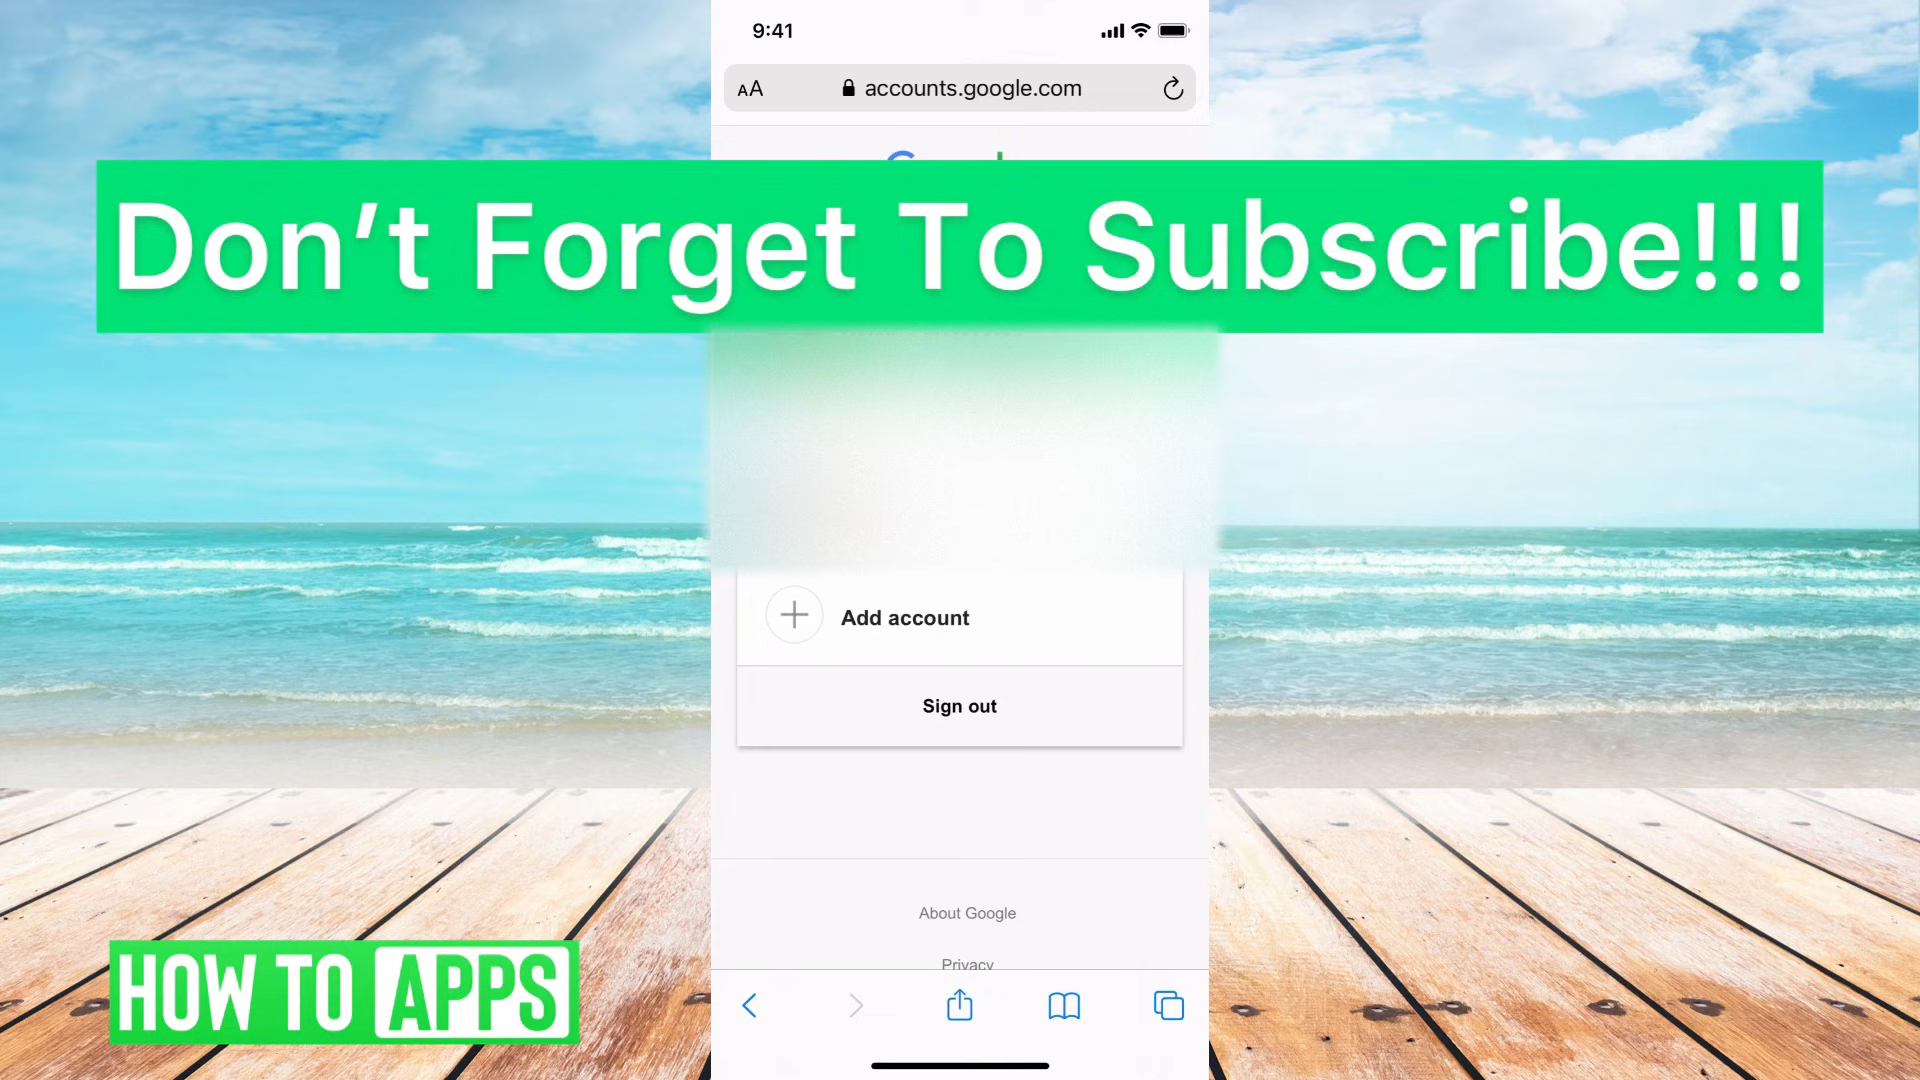 9:41
AA
accounts.google.com
Don't Forget To Subscribe!!!
Add account
Sign out
About Google
Privacy
HOW TO APPS